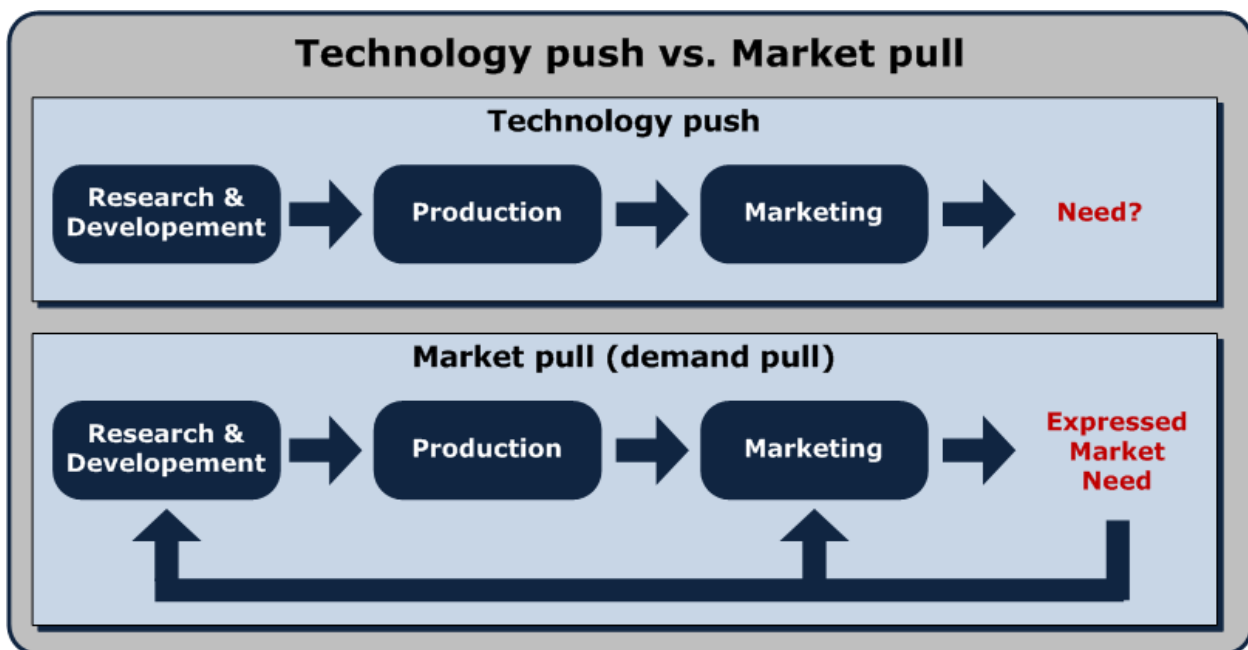 Technology push vs. Market pull
Technology push
Research &
Developement
Production
Marketing
Need?
Market pull (demand pull)
Research &
Developement
Production
Marketing
Expressed
Market
Need